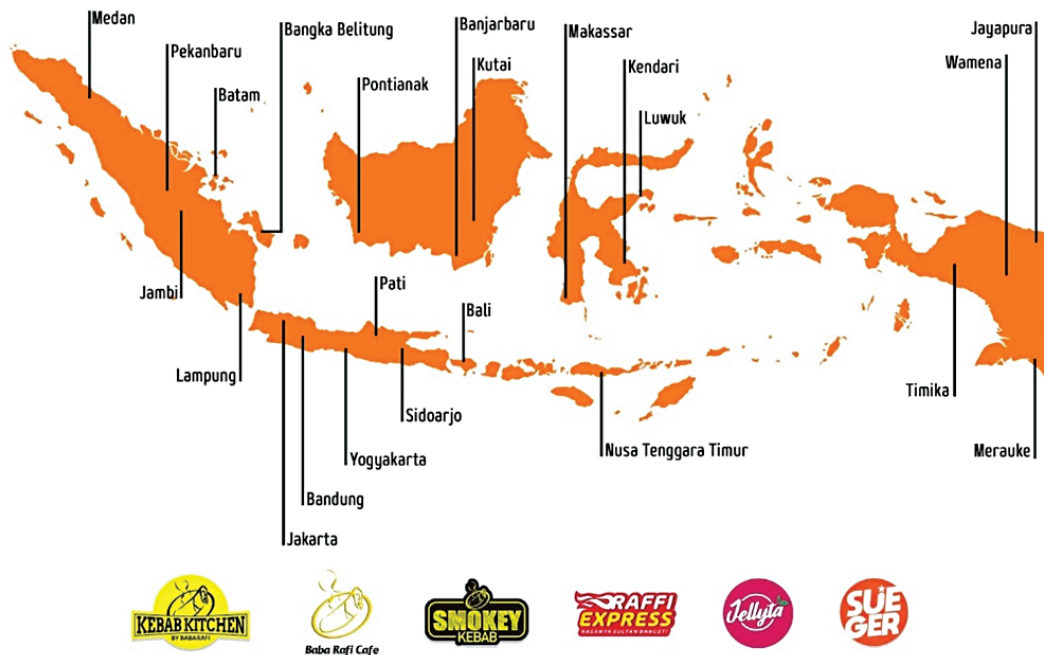 Medan
Bangka Belitung
Banjarbaru
Makassar
Jayapura
Pekanbaru
Kutai
Kendari
Wamena
Pontianak
Batam
Luwuk
Jambi
Pati
Bali
Lampung
Sidoarjo
Timika
Yogyakarta
Nusa Tenggara Timur
Merauke
Bandung
Jakarta
KEBAB KITCHEN
BY BABARAFI
Baba Rafi Cafe
SMOKEY
KEBAB
RAFFI
EXPRESS
RASANYA SULTAN BANGET!
Jellyta
SUE
GER